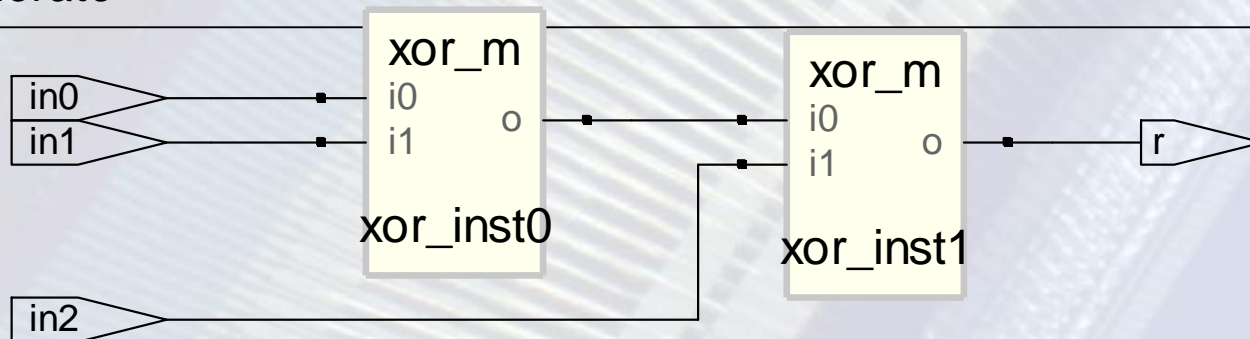 xor_m
in0
i0
in1
i1
o
xor_inst0
xor_m
i0
i1
o
xor_inst1
r
in2